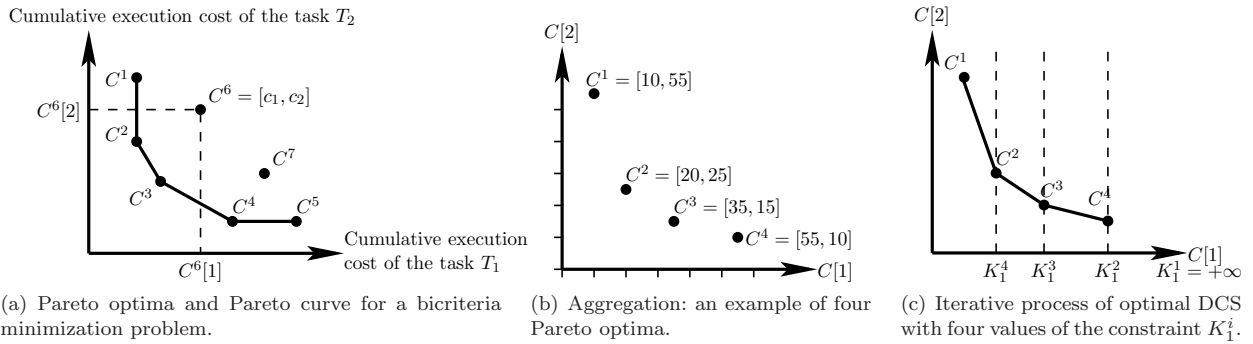 Cumulative execution cost of the task T₂
C¹
C⁶ = [c₁, c₂]
C⁶[2]
C²
C⁷
C³
C⁴
C⁵
Cumulative execution
cost of the task T₁
C⁶[1]
(a) Pareto optima and Pareto curve for a bicriteria
minimization problem.
C[2]
C¹ = [10, 55]
C² = [20, 25]
C³ = [35, 15]
C⁴ = [55, 10]
C[1]
(b) Aggregation: an example of four
Pareto optima.
C[2]
C¹
C²
C³
C⁴
C[1]
K₁⁴ K₁³ K₁² K₁¹ = +∞
(c) Iterative process of optimal DCS
with four values of the constraint K₁ⁱ.